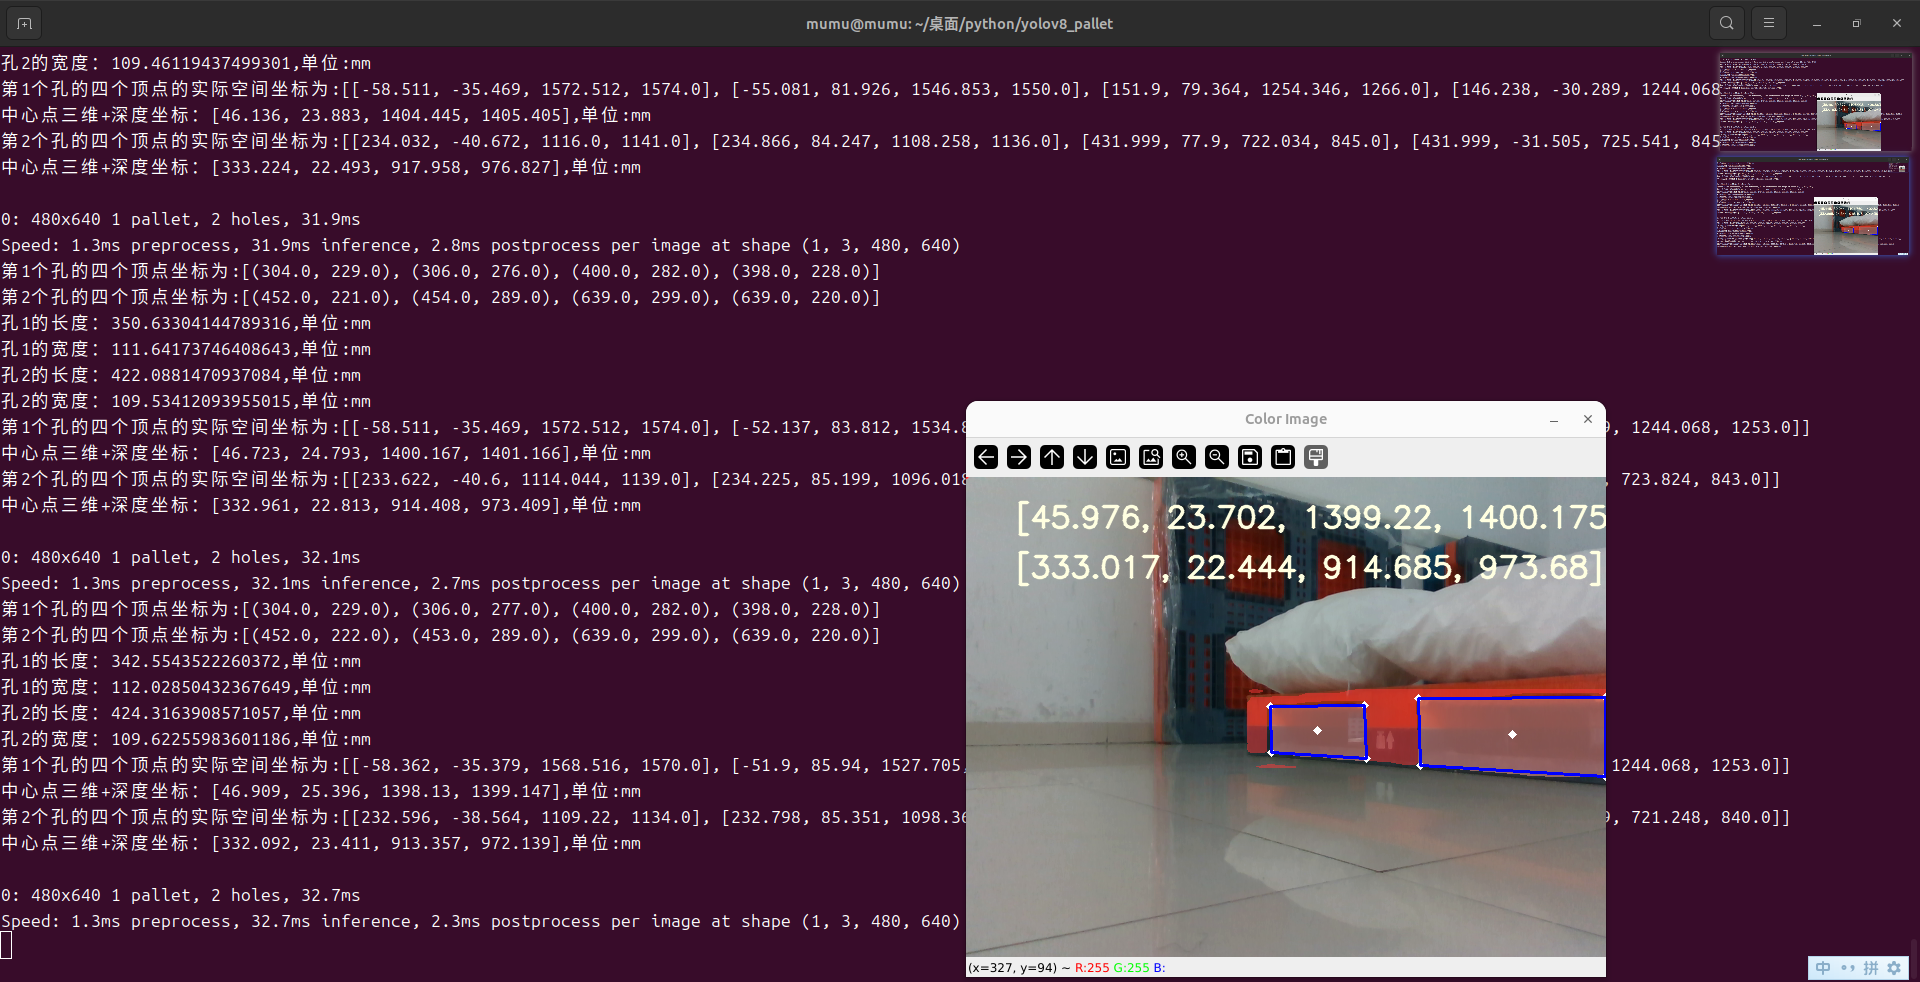 mumu@mumu: ~/桌面/python/yolov8_pallet
孔2的宽度: 109.46119437499301,单位:mm
第1个孔的四个顶点的实际空间坐标为:[[-58.511, -35.469, 1572.512, 1574.0], [-55.081, 81.926, 1546.853, 1550.0], [151.9, 79.364, 1254.346, 1266.0], [146.238, -30.289, 1244.068
中心点三维+深度坐标: [46.136, 23.883, 1404.445, 1405.405],单位:mm
第2个孔的四个顶点的实际空间坐标为:[[234.032, -40.672, 1116.0, 1141.0], [234.866, 84.247, 1108.258, 1136.0], [431.999, 77.9, 722.034, 845.0], [431.999, -31.505, 725.541, 845
中心点三维+深度坐标: [333.224, 22.493, 917.958, 976.827],单位:mm
0: 480x640 1 pallet, 2 holes, 31.9ms
Speed: 1.3ms preprocess, 31.9ms inference, 2.8ms postprocess per image at shape (1, 3, 480, 640)
第1个孔的四个顶点坐标为:[(304.0, 229.0), (306.0, 276.0), (400.0, 282.0), (398.0, 228.0)]
第2个孔的四个顶点坐标为:[(452.0, 221.0), (454.0, 289.0), (639.0, 299.0), (639.0, 220.0)]
孔1的长度: 350.63304144789316,单位:mm
孔1的宽度: 111.64173746408643,单位:mm
孔2的长度: 422.0881470937084,单位:mm
孔2的宽度: 109.53412093955015,单位:mm
第1个孔的四个顶点的实际空间坐标为:[[-58.511, -35.469, 1572.512, 1574.0], [-52.137, 83.812, 1534.8 , 1244.068, 1253.0]]
中心点三维+深度坐标: [46.723, 24.793, 1400.167, 1401.166],单位:mm
第2个孔的四个顶点的实际空间坐标为:[[233.622, -40.6, 1114.044, 1139.0], [234.225, 85.199, 1096.018 , 723.824, 843.0]]
中心点三维+深度坐标: [332.961, 22.813, 914.408, 973.409],单位:mm
0: 480x640 1 pallet, 2 holes, 32.1ms
Speed: 1.3ms preprocess, 32.1ms inference, 2.7ms postprocess per image at shape (1, 3, 480, 640)
第1个孔的四个顶点坐标为:[(304.0, 229.0), (306.0, 277.0), (400.0, 282.0), (398.0, 228.0)]
第2个孔的四个顶点坐标为:[(452.0, 222.0), (453.0, 289.0), (639.0, 299.0), (639.0, 220.0)]
孔1的长度: 342.5543522260372,单位:mm
孔1的宽度: 112.02850432367649,单位:mm
孔2的长度: 424.3163908571057,单位:mm
孔2的宽度: 109.62255983601186,单位:mm
第1个孔的四个顶点的实际空间坐标为:[[-58.362, -35.379, 1568.516, 1570.0], [-51.9, 85.94, 1527.705, 1244.068, 1253.0]]
中心点三维+深度坐标: [46.909, 25.396, 1398.13, 1399.147],单位:mm
第2个孔的四个顶点的实际空间坐标为:[[232.596, -38.564, 1109.22, 1134.0], [232.798, 85.351, 1098.36 , 721.248, 840.0]]
中心点三维+深度坐标: [332.092, 23.411, 913.357, 972.139],单位:mm
0: 480x640 1 pallet, 2 holes, 32.7ms
Speed: 1.3ms preprocess, 32.7ms inference, 2.3ms postprocess per image at shape (1, 3, 480, 640)
Color Image
[45.976, 23.702, 1399.22, 1400.175
[333.017, 22.444, 914.685, 973.68]
(x=327, y=94) ~ R:255 G:255 B:
中 拼